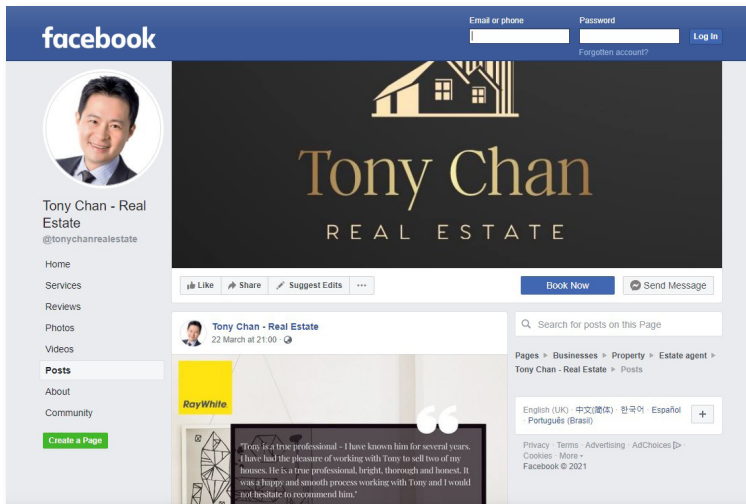 facebook
Email or phone
Password
Log In
Forgotten account?
Tony Chan
REAL ESTATE
Tony Chan - Real
Estate
@tonychanrealestate
Home
Services
Reviews
Photos
Videos
Posts
About
Community
Create a Page
Like
Share
Suggest Edits
Book Now
Send Message
Tony Chan - Real Estate
22 March at 21:00 ·
RayWhite.
"Tony is a true professional - I have known him for several years.
I have had the pleasure of working with Tony to sell two of my
houses. He is a true professional, bright, thorough and honest. It
was a happy and smooth process working with Tony and I would
not hesitate to recommend him."
Search for posts on this Page
Pages Businesses Property Estate agent
Tony Chan - Real Estate Posts
English (UK) · 中文(简体) · 한국어 · Español
· Português (Brasil)
Privacy · Terms · Advertising · AdChoices ·
Cookies · More
Facebook © 2021